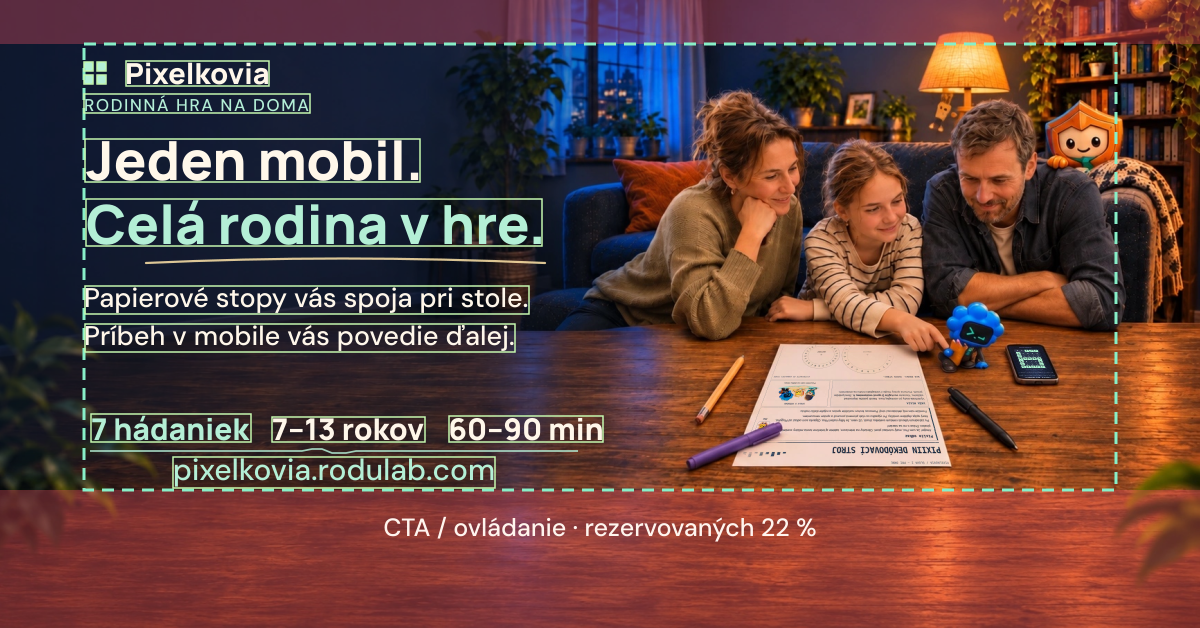 Pixelkovia
RODINNÁ HRA NA DOMA
Jeden mobil.
Celá rodina v hre.
Papierové stopy vás spoja pri stole.
Príbeh v mobile vás povedie ďalej.
7 hádaniek 7–13 rokov 60–90 min
pixelkovia.rodulab.com
PIXIIN DEKÓDOVACÍ STROJ
CTA / ovládanie · rezervovaných 22 %